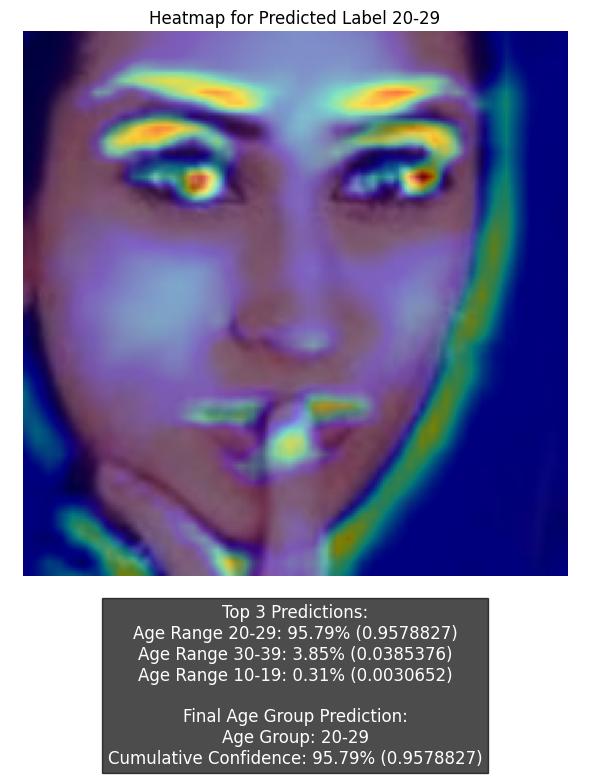 Heatmap for Predicted Label 20-29
Top 3 Predictions:
Age Range 20-29: 95.79% (0.9578827)
Age Range 30-39: 3.85% (0.0385376)
Age Range 10-19: 0.31% (0.0030652)
Final Age Group Prediction:
Age Group: 20-29
Cumulative Confidence: 95.79% (0.9578827)